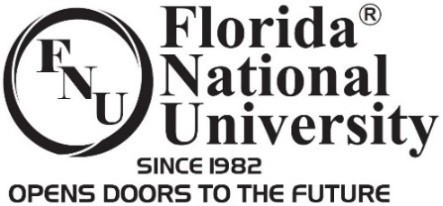 FNU
Florida®
National
University
SINCE 1982
OPENS DOORS TO THE FUTURE